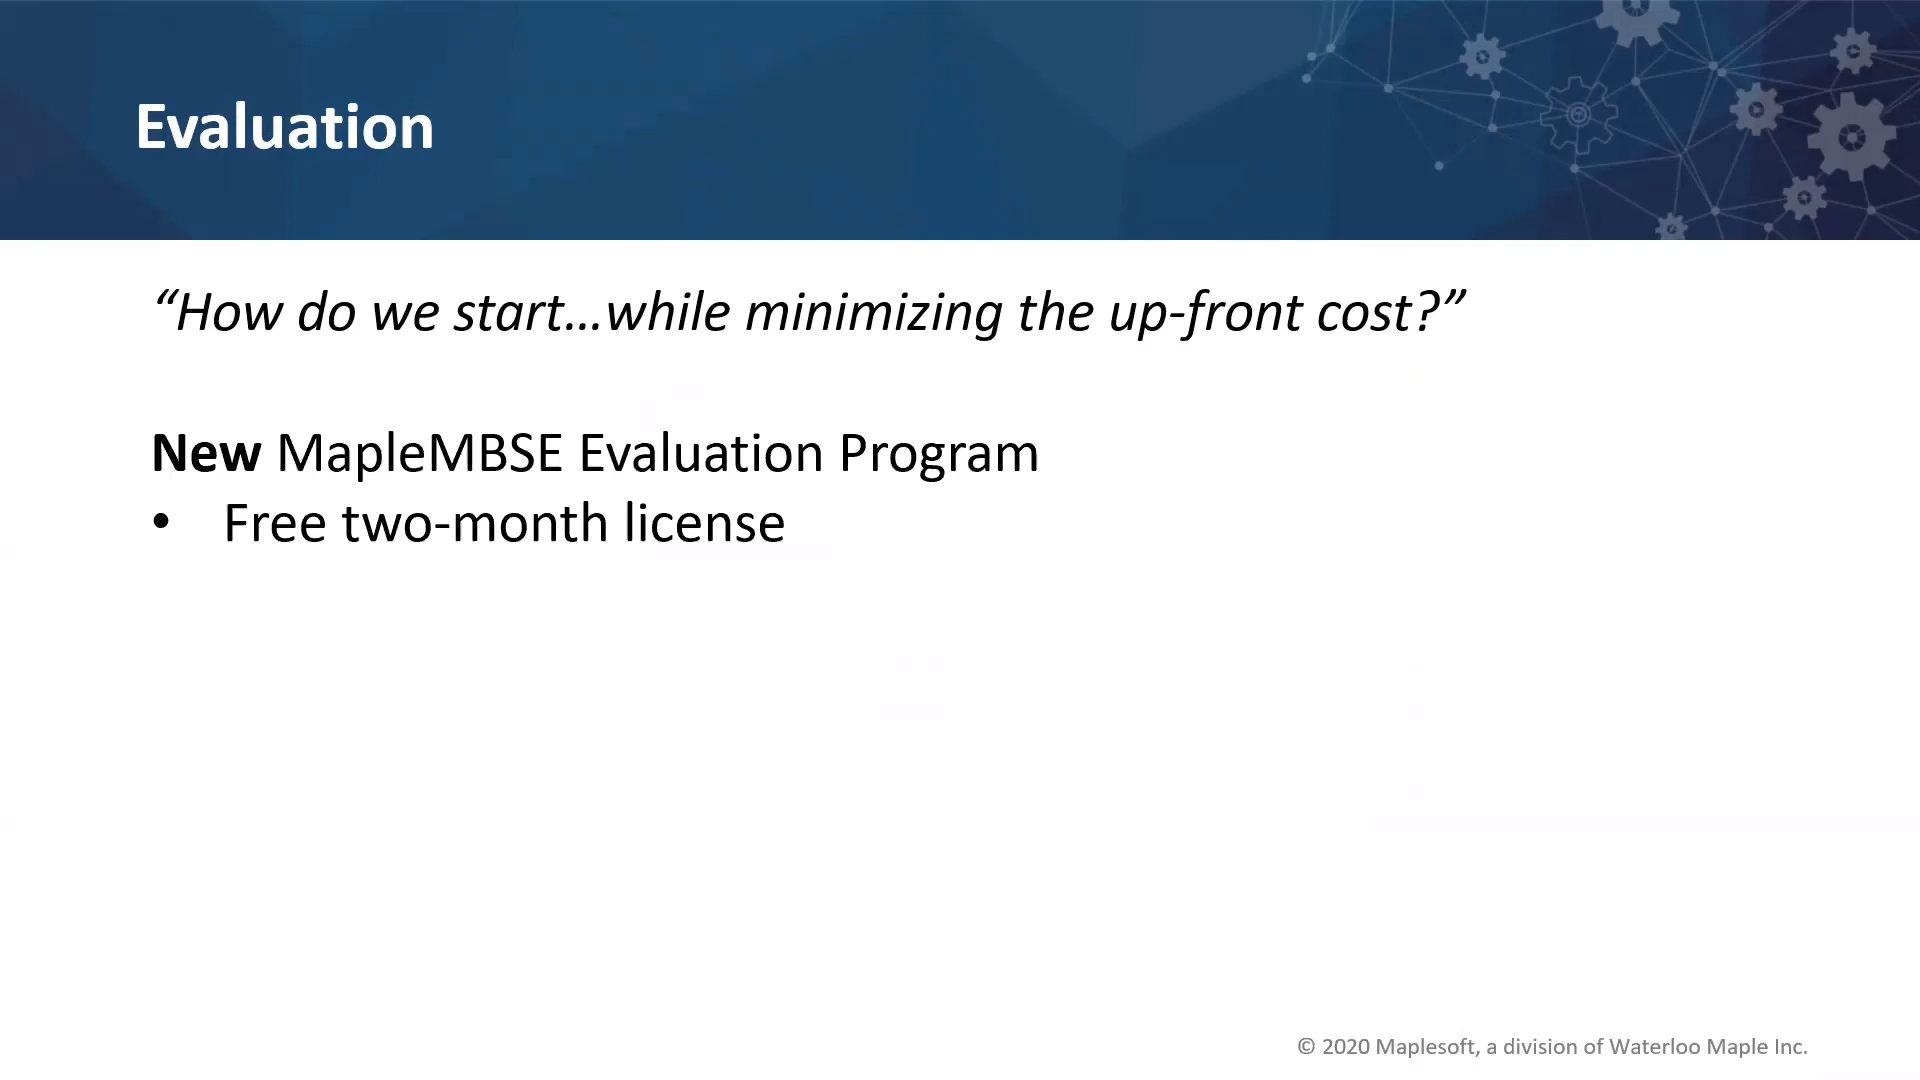 Evaluation
“How do we start…while minimizing the up-front cost?”
New MapleMBSE Evaluation Program
• Free two-month license
© 2020 Maplesoft, a division of Waterloo Maple Inc.